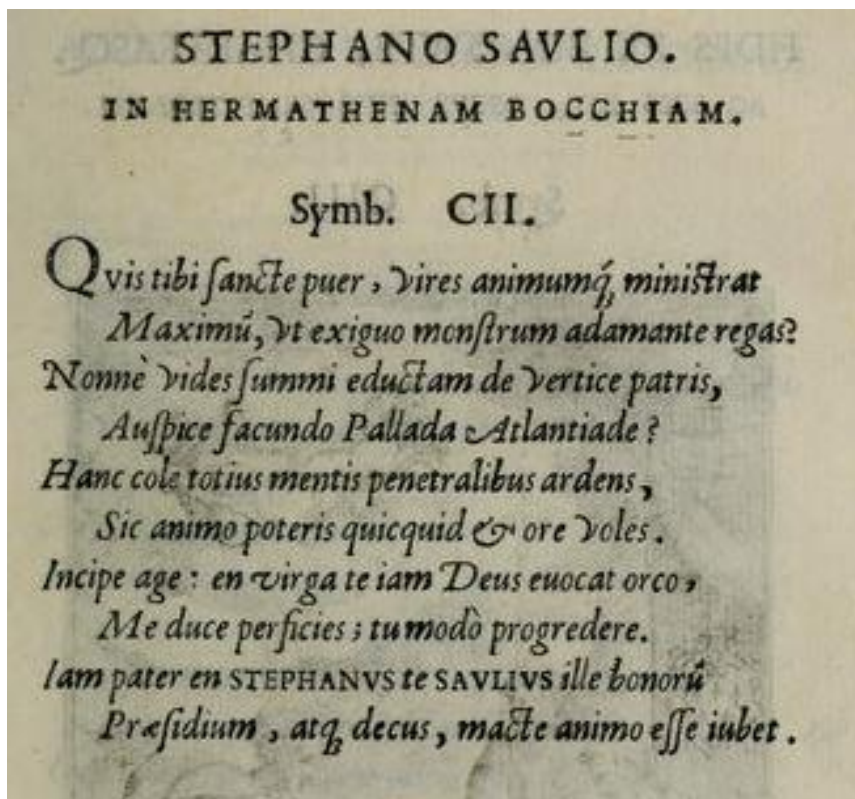 STEPHANO SAVLIO.
IN HERMATHENAM BOCCHIAM.
Symb. CII.
Qvis tibi ſancte puer, vires animumq́; miniſtrat
Maximũ, vt exiguo monſtrum adamante regas?
Nonnè vides ſummi eductam de vertice patris,
Auſpice facundo Pallada Atlantiade?
Hanc cole totius mentis penetralibus ardens,
Sic animo poteris quicquid & ore voles.
Incipe age: en virga te iam Deus euocat orco,
Me duce perficies; tu modò progredere.
Iam pater en STEPHANVS te SAVLIVS ille bonorũ
Præſidium, atq; decus, macte animo eſſe iubet.